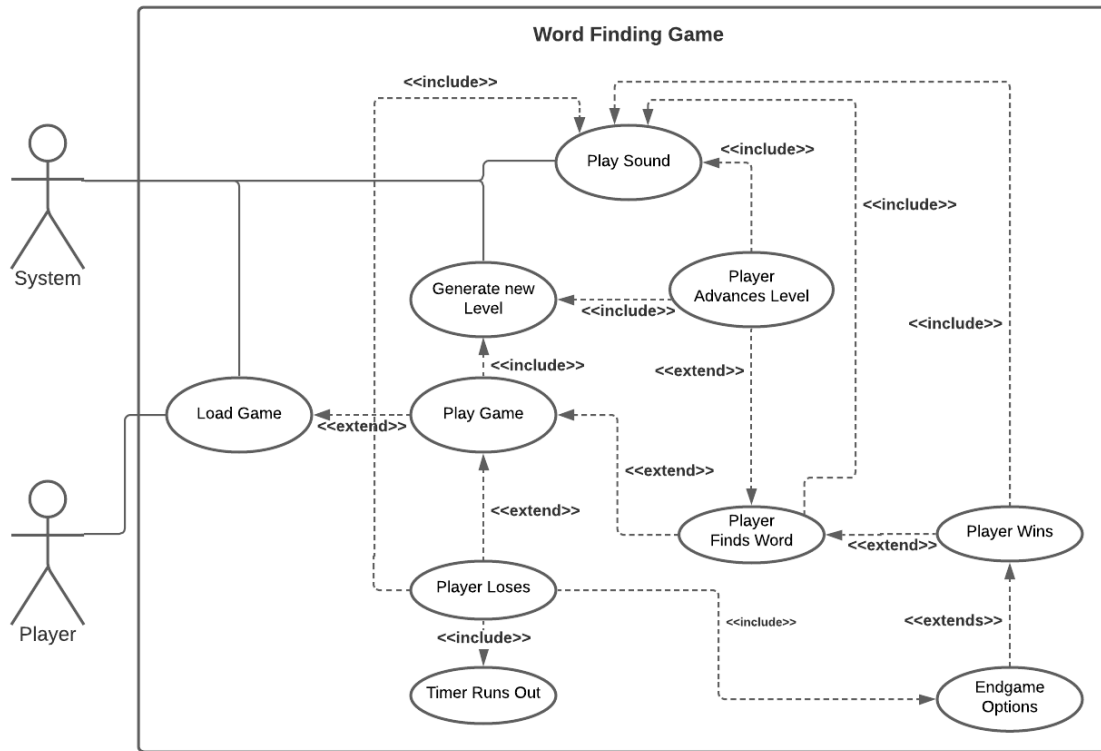 Word Finding Game
<<include>>
<<include>>
Play Sound
<<include>>
<<include>>
System
Generate new
Level
Player
Advances Level
<<include>>
<<include>>
<<include>>
<<extend>>
Load Game
<<extend>>
Play Game
<<extend>>
<<extend>>
Player
Finds Word
<<extend>>
Player Wins
Player Loses
Player
<<include>>
<<include>>
<<extends>>
Timer Runs Out
Endgame
Options